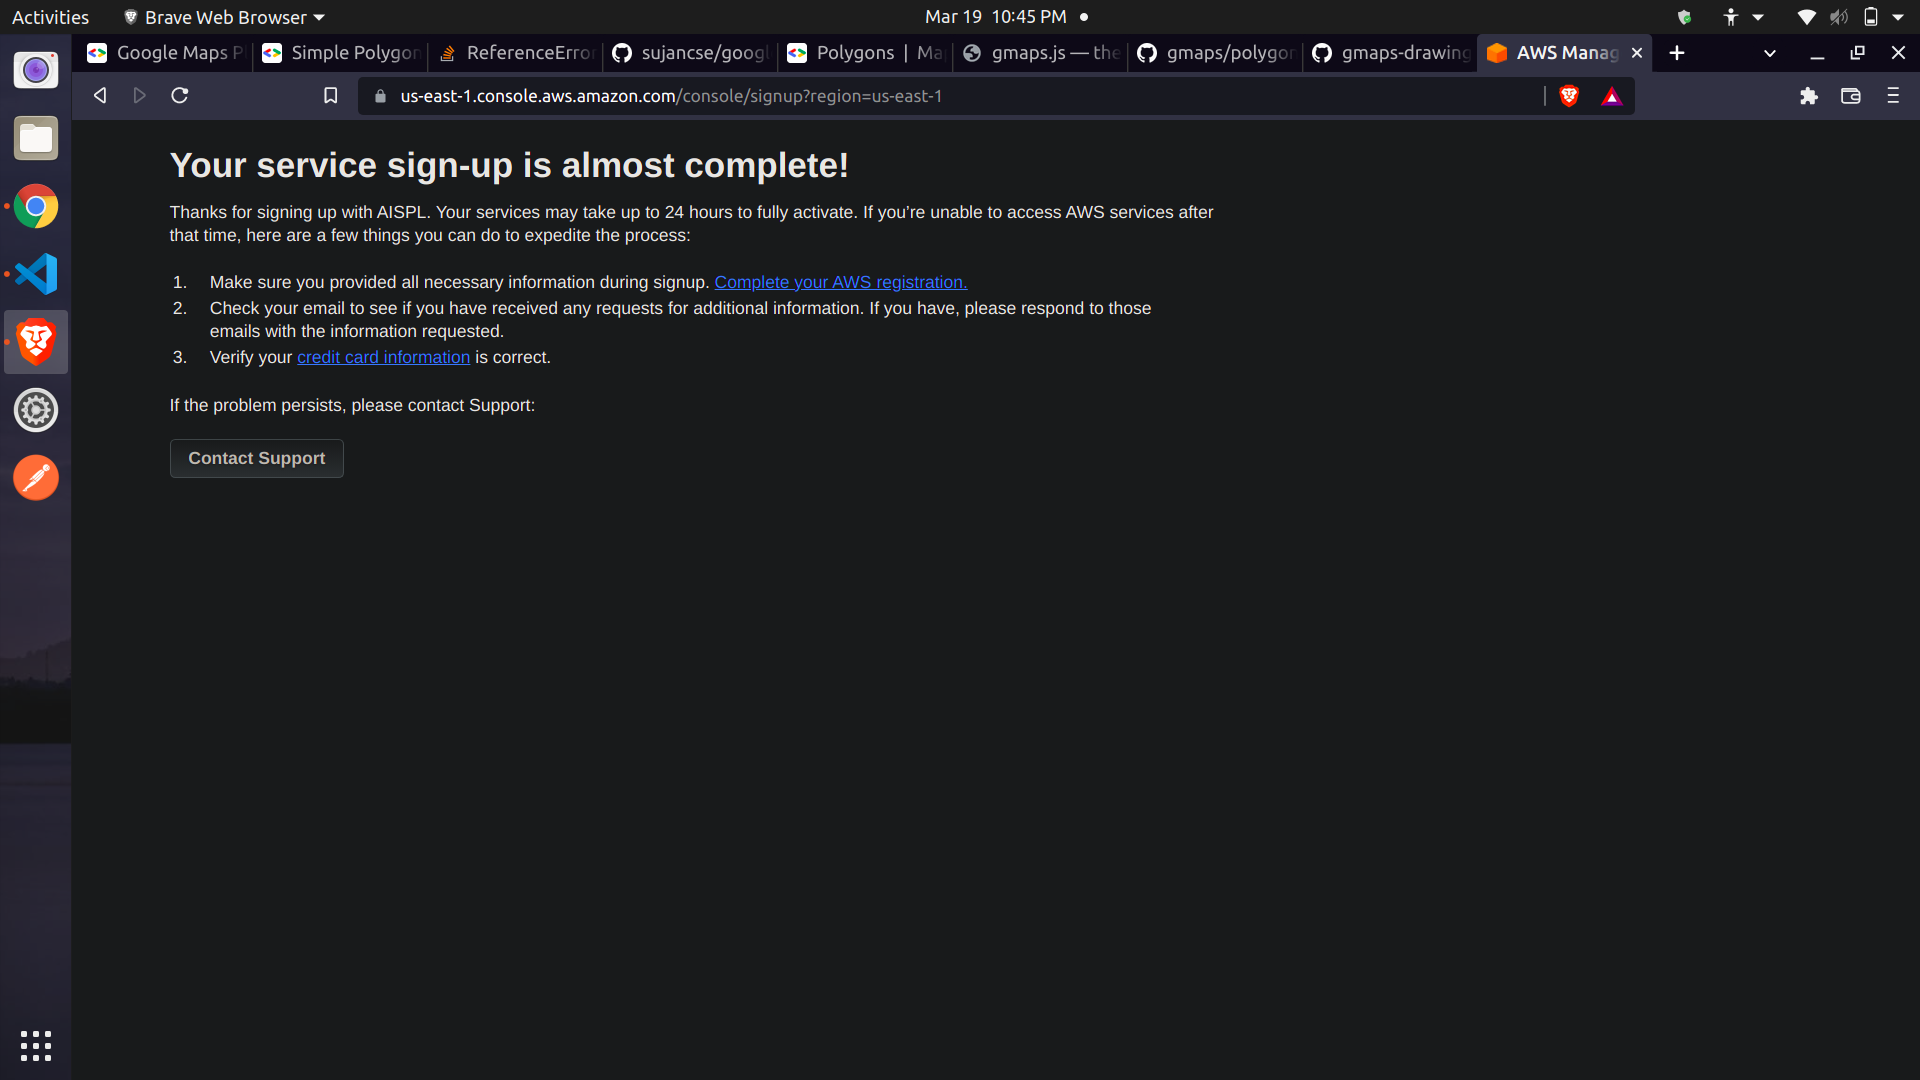 Activities Brave Web Browser Mar 19 10:45 PM
Google Maps Simple Polygon ReferenceError sujancse/googl Polygons | Ma gmaps.js — the gmaps/polygon gmaps-drawing AWS Manag
us-east-1.console.aws.amazon.com/console/signup?region=us-east-1
Your service sign-up is almost complete!
Thanks for signing up with AISPL. Your services may take up to 24 hours to fully activate. If you’re unable to access AWS services after
that time, here are a few things you can do to expedite the process:
1. Make sure you provided all necessary information during signup. Complete your AWS registration.
2. Check your email to see if you have received any requests for additional information. If you have, please respond to those
emails with the information requested.
3. Verify your credit card information is correct.
If the problem persists, please contact Support:
Contact Support